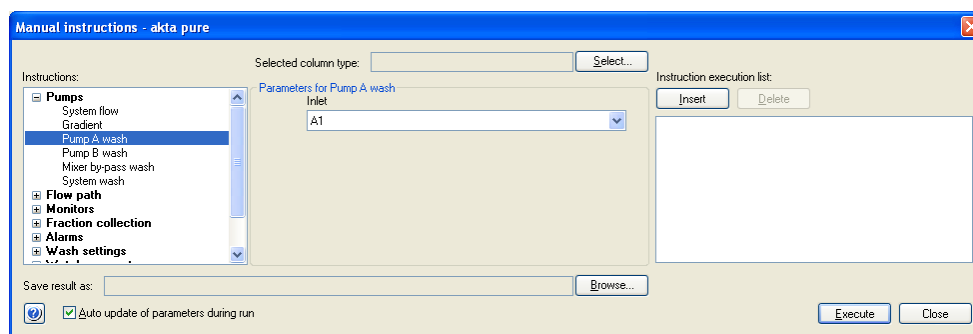 Manual instructions - akta pure
Selected column type:
Select...
Instructions:
Pumps
System flow
Gradient
Pump A wash
Pump B wash
Mixer by-pass wash
System wash
Flow path
Monitors
Fraction collection
Alarms
Wash settings
Parameters for Pump A wash
Inlet
A1
Instruction execution list:
Insert
Delete
Save result as:
Browse...
Auto update of parameters during run
Execute
Close